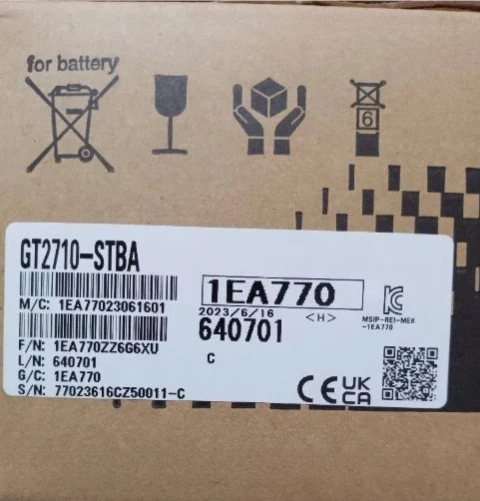 for battery
6
GT2710-STBA
M/C: 1EA77023061601
1EA770
2023/6/16 <H>
640701
C
MSIP-REI-MEK
-1EA770
F/N: 1EA770ZZ6G6XU
L/N: 640701
G/C: 1EA770
S/N: 77023616CZ50011-C
CE UK
CA